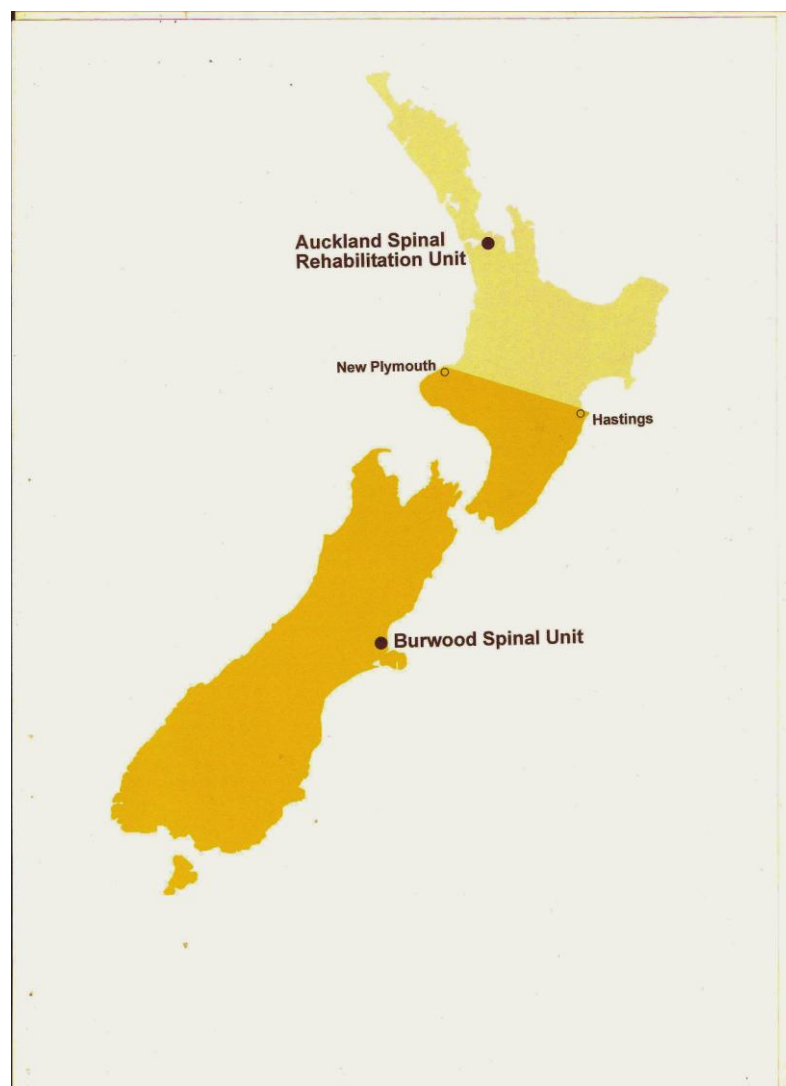 Auckland Spinal
Rehabilitation Unit
New Plymouth
Hastings
Burwood Spinal Unit